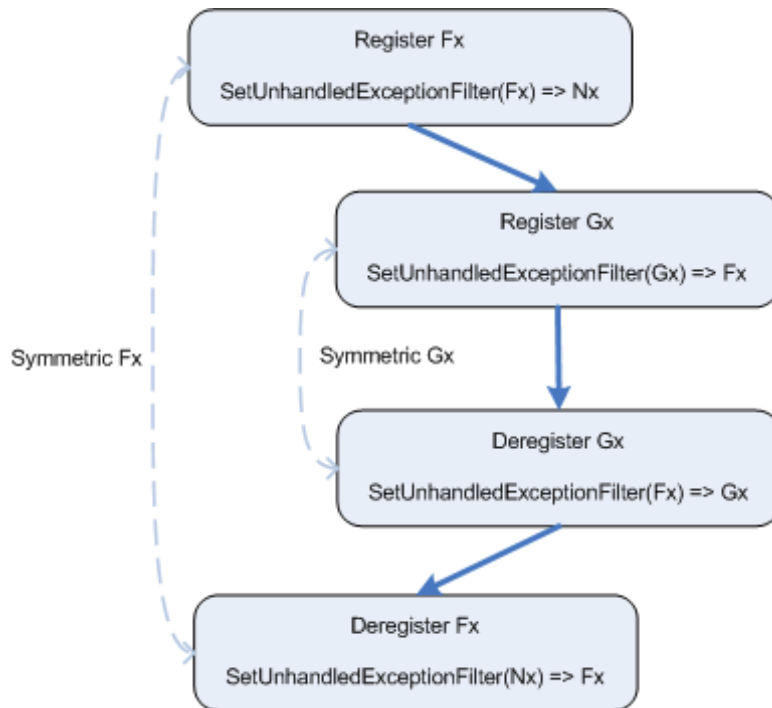 Register Fx
SetUnhandledExceptionFilter(Fx) => Nx
Register Gx
SetUnhandledExceptionFilter(Gx) => Fx
Symmetric Fx
Symmetric Gx
Deregister Gx
SetUnhandledExceptionFilter(Fx) => Gx
Deregister Fx
SetUnhandledExceptionFilter(Nx) => Fx